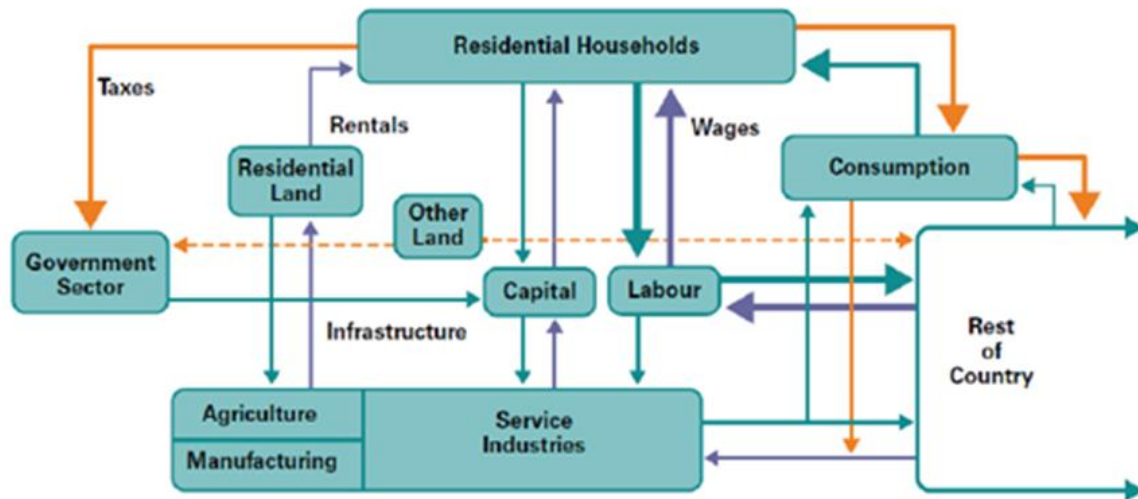 Residential Households
Taxes
Rentals
Wages
Residential
Land
Consumption
Other
Land
Government
Sector
Capital
Labour
Infrastructure
Rest
of
Country
Agriculture
Service
Industries
Manufacturing